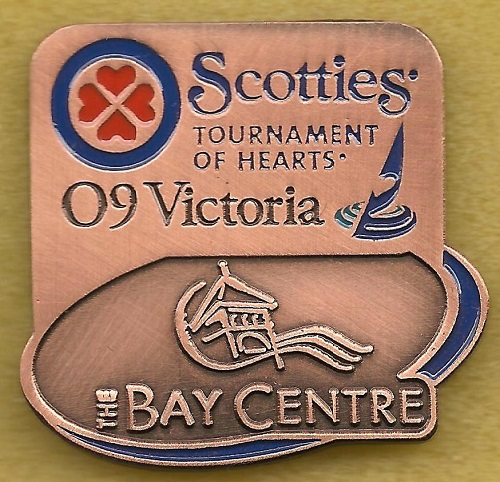 Scotties
TOURNAMENT
OF HEARTS
09 Victoria
THE BAY CENTRE